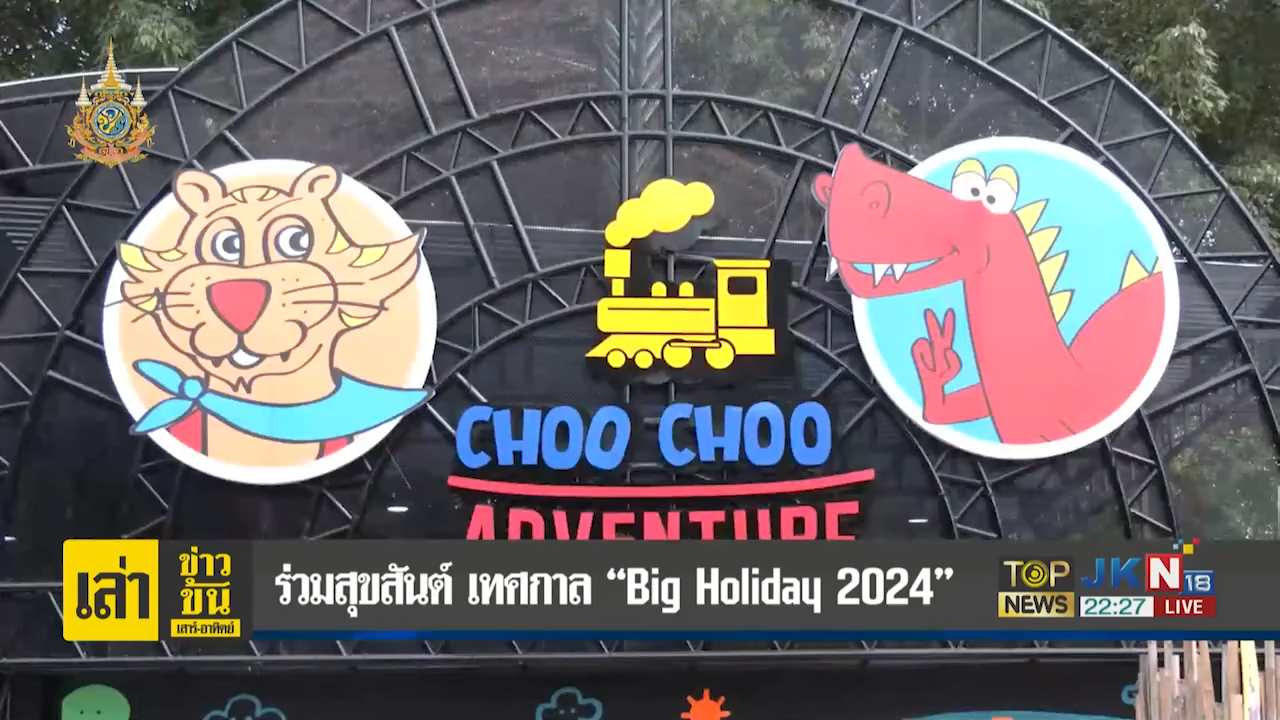 CHOO CHOO
ADVENTURE
เล่า
ข่าว
ข้น
เสาร์-อาทิตย์
ร่วมสุขสันต์ เทศกาล “Big Holiday 2024”
TOP
NEWS
JKN18
22:27 LIVE